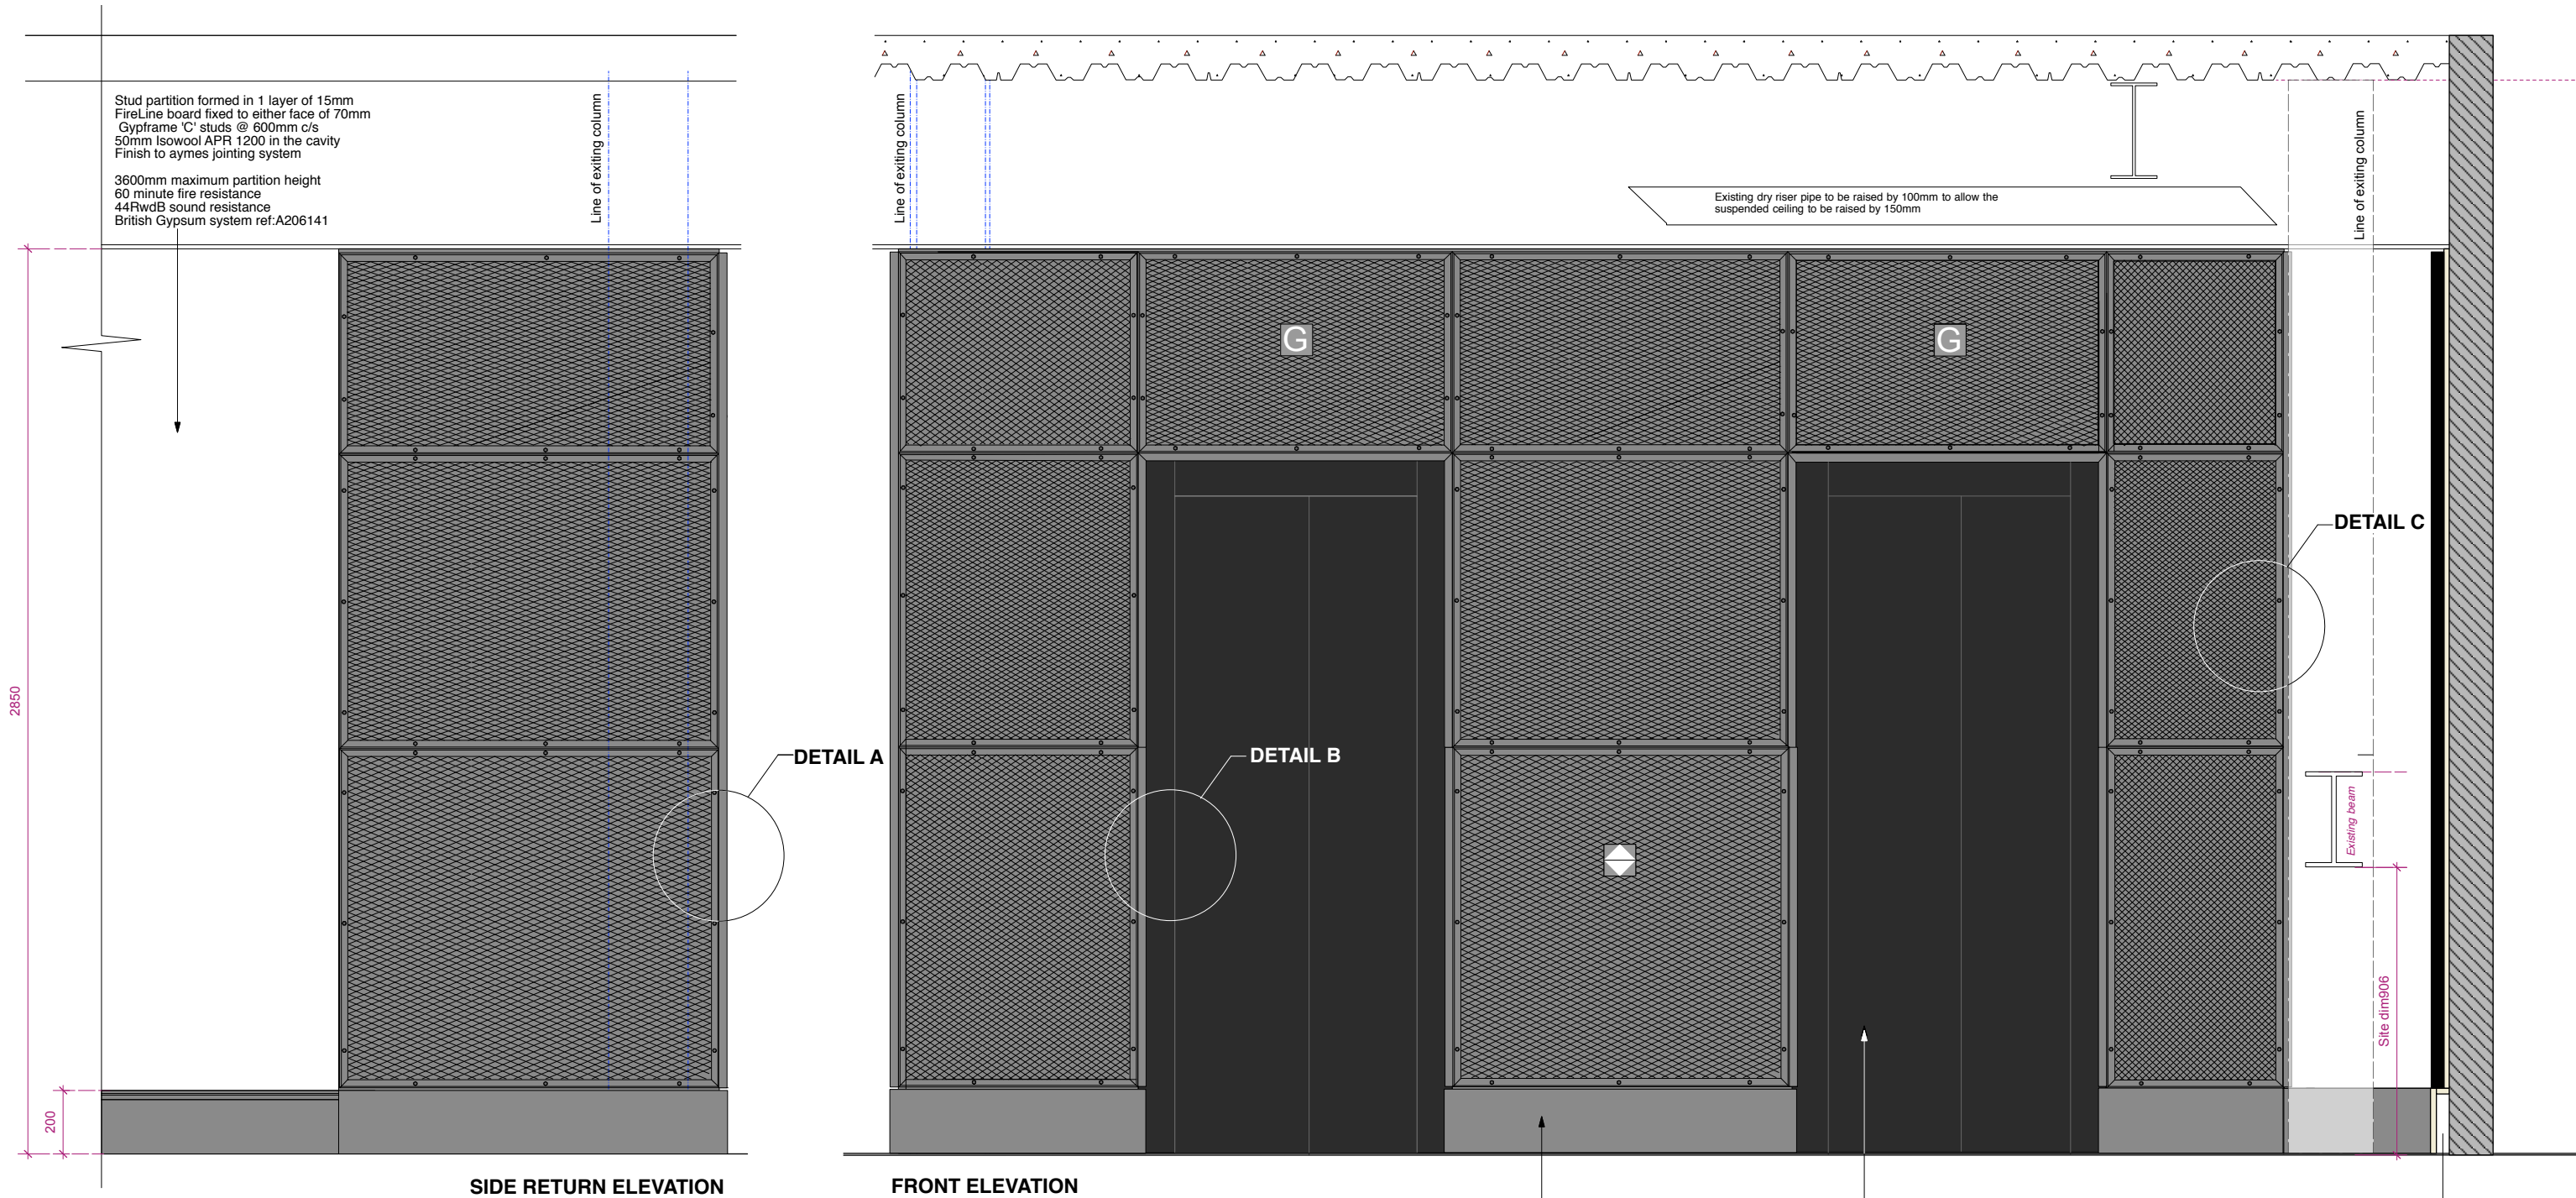 Stud partition formed in 1 layer of 15mm
FireLine board fixed to either face of 70mm
Gypframe 'C' studs @ 600mm c/s
50mm Isowool APR 1200 in the cavity
Finish to aymes jointing system
3600mm maximum partition height
60 minute fire resistance
44RwdB sound resistance
British Gypsum system ref:A206141
Line of exiting column
Line of exiting column
Existing dry riser pipe to be raised by 100mm to allow the
suspended ceiling to be raised by 150mm
Line of exiting column
G
G
DETAIL C
2850
DETAIL A
DETAIL B
Existing beam
Site dim906
200
SIDE RETURN ELEVATION
FRONT ELEVATION